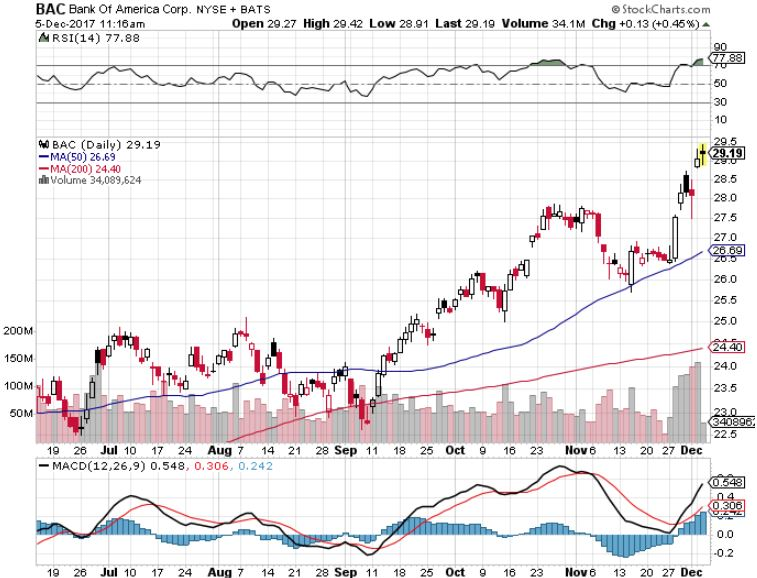 BAC Bank Of America Corp. NYSE + BATS © StockCharts.com
5-Dec-2017 11:16am Open 29.27 High 29.42 Low 28.91 Last 29.19 Volume 34.1M Chg +0.13 (+0.45%)
RSI(14) 77.88
90
77.88
70
50
30
10
BAC (Daily) 29.19
MA(50) 26.69
MA(200) 24.40
Volume 34,089,624
29.5
29.19
29.0
28.5
28.0
27.5
27.0
26.69
26.5
26.0
25.5
25.0
24.5
24.40
24.0
23.5
23.0
3408962
22.5
200M
150M
100M
50M
19 26 Jul 10 17 24 Aug 7 14 21 28 Sep 11 18 25 Oct 9 16 23 Nov 6 13 20 27 Dec
MACD(12,26,9) 0.548, 0.306, 0.242
0.548
0.4
0.306
0.242
0.0
-0.2
19 26 Jul 10 17 24 Aug 7 14 21 28 Sep 11 18 25 Oct 9 16 23 Nov 6 13 20 27 Dec